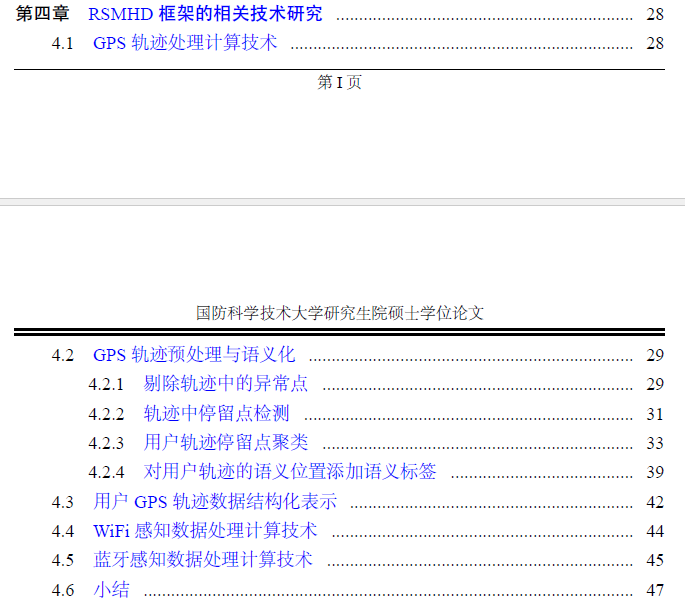 第四章 RSMHD 框架的相关技术研究 ........................ 28
4.1 GPS 轨迹处理计算技术 ........................ 28
第 I 页
国防科学技术大学研究生院硕士学位论文
4.2 GPS 轨迹预处理与语义化 ........................ 29
4.2.1 剔除轨迹中的异常点 ........................ 29
4.2.2 轨迹中停留点检测 ........................ 31
4.2.3 用户轨迹停留点聚类 ........................ 33
4.2.4 对用户轨迹的语义位置添加语义标签 ........................ 39
4.3 用户 GPS 轨迹数据结构化表示 ........................ 42
4.4 WiFi 感知数据处理计算技术 ........................ 44
4.5 蓝牙感知数据处理计算技术 ........................ 45
4.6 小结 ........................ 47